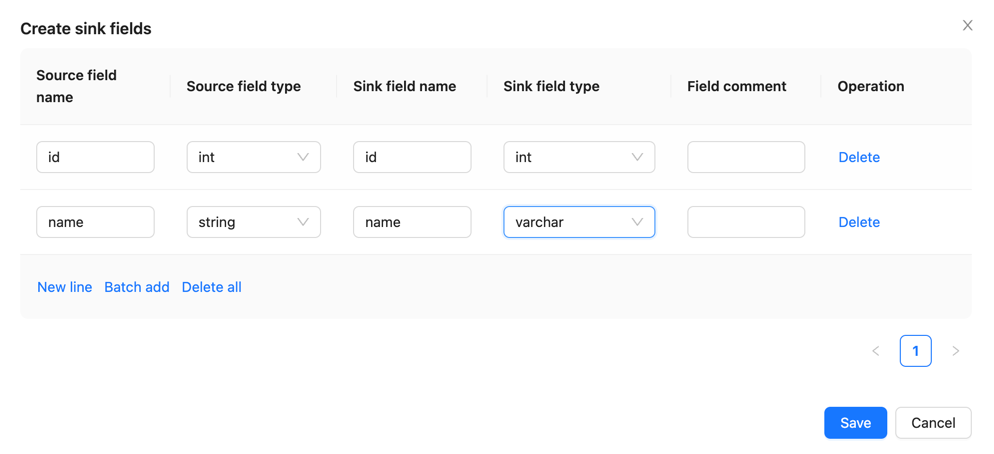 Create sink fields
Source field name
Source field type
Sink field name
Sink field type
Field comment
Operation
id int id int Delete
name string name varchar Delete
New line Batch add Delete all
1
Save Cancel